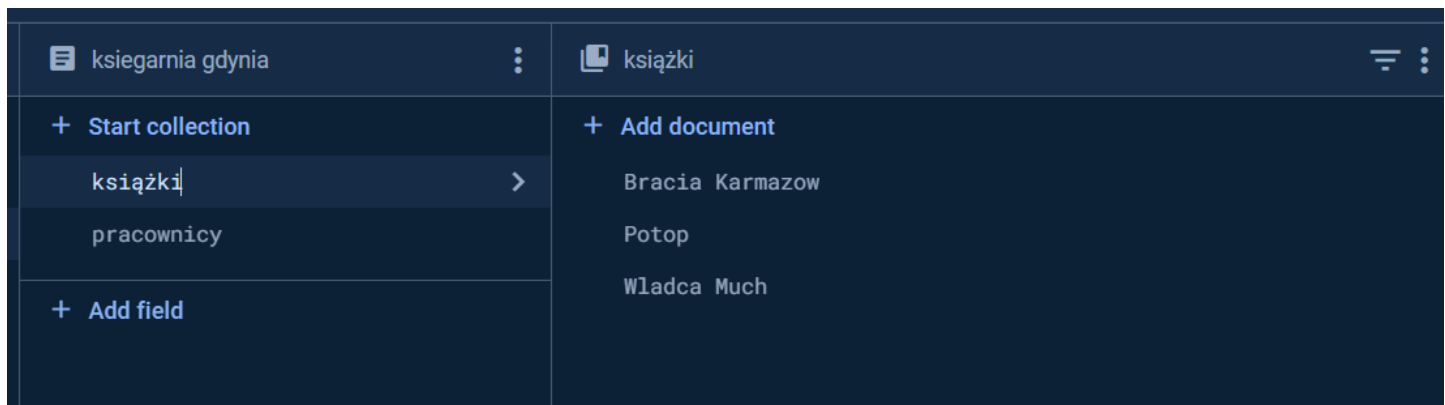 ksiegarnia gdynia
+ Start collection
książki
pracownicy
+ Add field
książki
+ Add document
Bracia Karmazow
Potop
Wladca Much